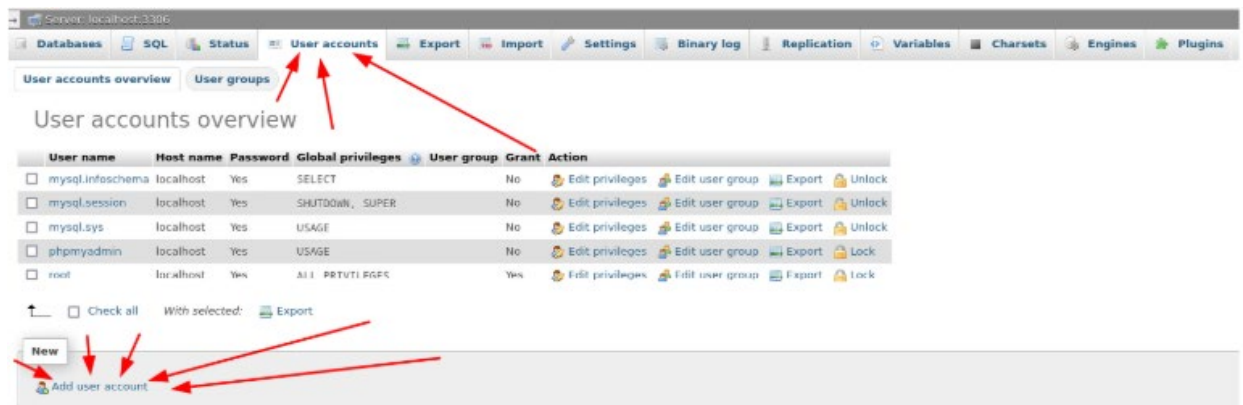 Server: localhost:3306
Databases SQL Status User accounts Export Import Settings Binary log Replication Variables Charsets Engines Plugins
User accounts overview User groups
User accounts overview
User name Host name Password Global privileges User group Grant Action
mysql.infoschema localhost Yes SELECT No Edit privileges Edit user group Export Unlock
mysql.session localhost Yes SHUTDOWN, SUPER No Edit privileges Edit user group Export Unlock
mysql.sys localhost Yes USAGE No Edit privileges Edit user group Export Unlock
phpmyadmin localhost Yes USAGE No Edit privileges Edit user group Export Lock
root localhost Yes ALL PRIVILEGES Yes Edit privileges Edit user group Export Lock
Check all With selected: Export
New
Add user account